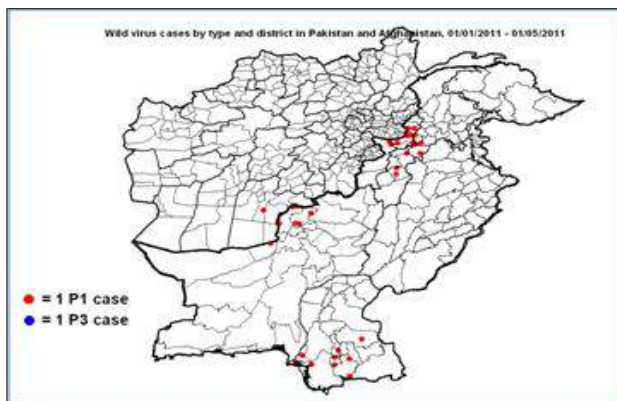 Wild virus cases by type and district in Pakistan and Afghanistan, 01/01/2011 - 01/05/2011
= 1 P1 case
= 1 P3 case